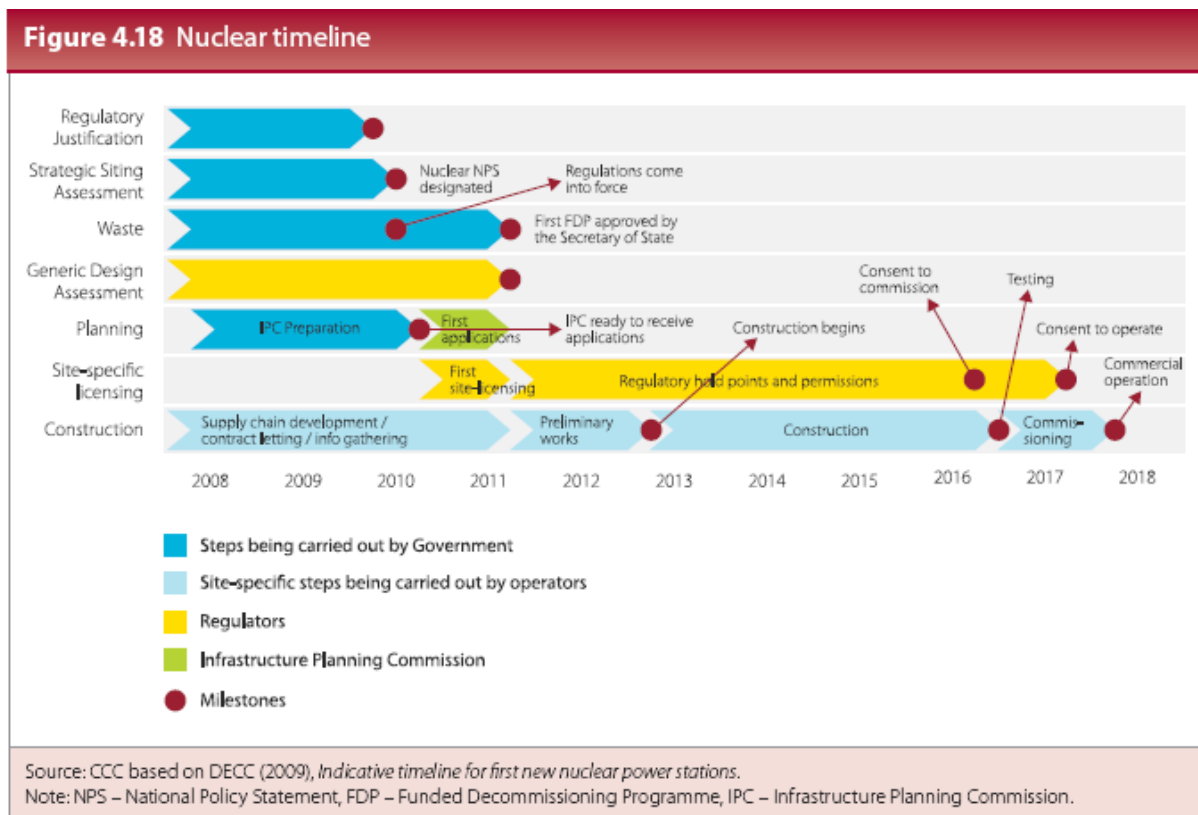 Figure 4.18 Nuclear timeline
Regulatory
Justification
Strategic Siting
Assessment
Nuclear NPS
designated
Regulations come
into force
Waste
First FDP approved by
the Secretary of State
Generic Design
Assessment
Consent to
commission
Testing
Planning
IPC Preparation
First
applications
IPC ready to receive
applications
Construction begins
Consent to operate
Site-specific
licensing
First
site-licensing
Regulatory hold points and permissions
Commercial
operation
Construction
Supply chain development /
contract letting / info gathering
Preliminary
works
Construction
Commis-
sioning
2008 2009 2010 2011 2012 2013 2014 2015 2016 2017 2018
Steps being carried out by Government
Site-specific steps being carried out by operators
Regulators
Infrastructure Planning Commission
Milestones
Source: CCC based on DECC (2009), Indicative timeline for first new nuclear power stations.
Note: NPS – National Policy Statement, FDP – Funded Decommissioning Programme, IPC – Infrastructure Planning Commission.